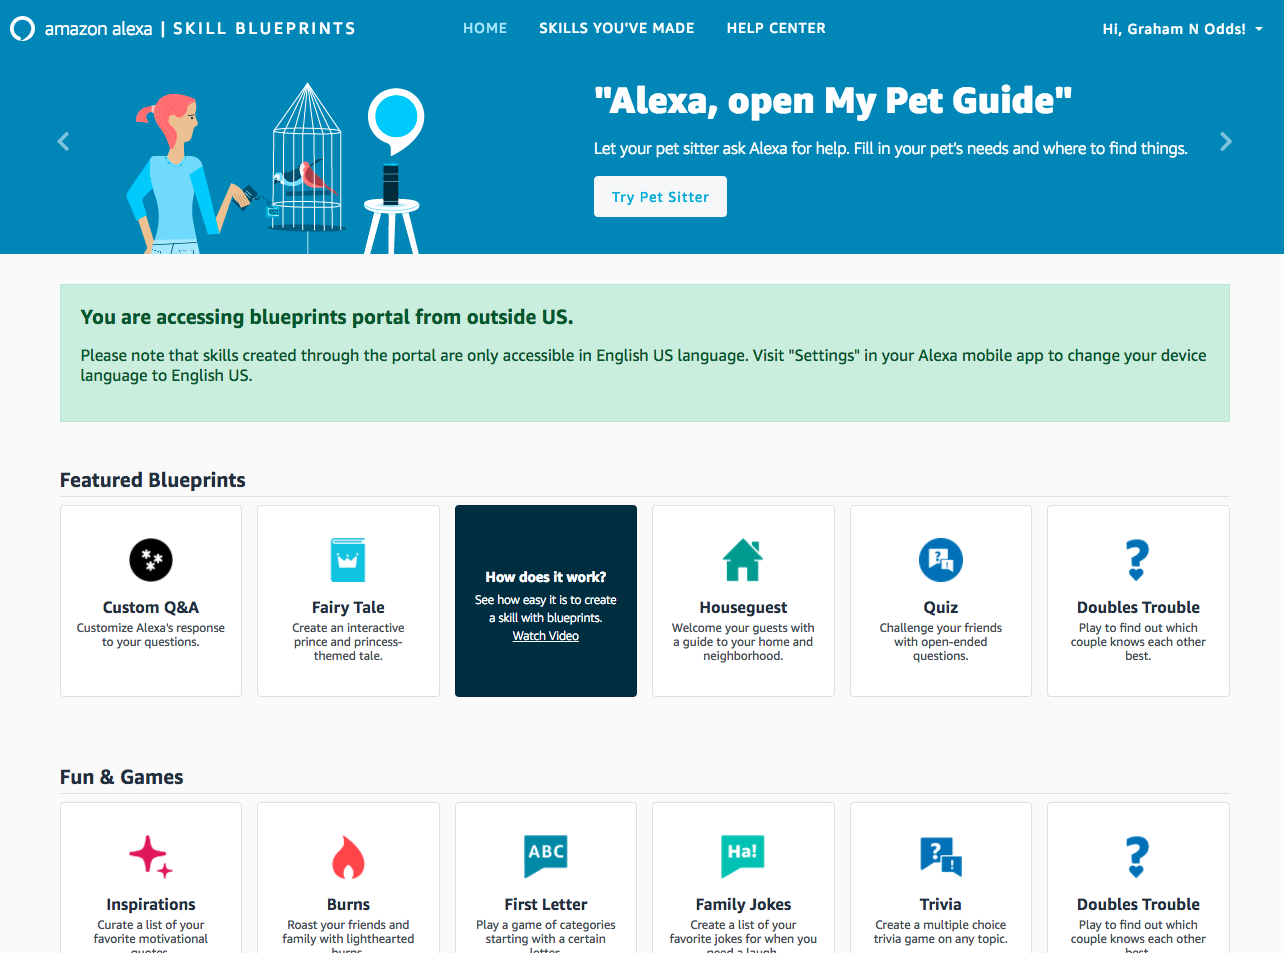 amazon alexa | SKILL BLUEPRINTS
HOME
SKILLS YOU'VE MADE
HELP CENTER
Hi, Graham N Odds!
"Alexa, open My Pet Guide"
Let your pet sitter ask Alexa for help. Fill in your pet's needs and where to find things.
Try Pet Sitter
You are accessing blueprints portal from outside US.
Please note that skills created through the portal are only accessible in English US language. Visit "Settings" in your Alexa mobile app to change your device
language to English US.
Featured Blueprints
Custom Q&A
Customize Alexa's response
to your questions.
Fairy Tale
Create an interactive
prince and princess-
themed tale.
How does it work?
See how easy it is to create
a skill with blueprints.
Watch Video
Houseguest
Welcome your guests with
a guide to your home and
neighborhood.
Quiz
Challenge your friends
with open-ended
questions.
Doubles Trouble
Play to find out which
couple knows each other
best.
Fun & Games
Inspirations
Curate a list of your
favorite motivational
quotes.
Burns
Roast your friends and
family with lighthearted
burns.
ABC
First Letter
Play a game of categories
starting with a certain
letter.
Ha!
Family Jokes
Create a list of your
favorite jokes for when you
need a laugh.
Trivia
Create a multiple choice
trivia game on any topic.
Doubles Trouble
Play to find out which
couple knows each other
best.